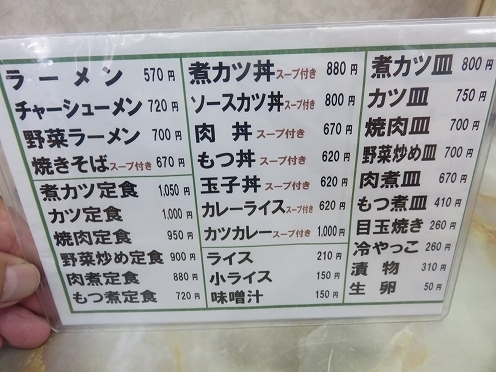 ラーメン 570円
チャーシューメン 720円
野菜ラーメン 700円
焼きそばスープ付き 670円
煮カツ定食 1,050円
カツ定食 1,000円
焼肉定食 950円
野菜炒め定食 900円
肉煮定食 880円
もつ煮定食 720円
煮カツ丼スープ付き 880円
ソースカツ丼スープ付き 800円
肉丼スープ付き 670円
もつ丼スープ付き 620円
玉子丼スープ付き 620円
カレーライススープ付き 620円
カツカレースープ付き 1,000円
ライス 210円
小ライス 150円
味噌汁 150円
煮カツ皿 800円
カツ皿 750円
焼肉皿 700円
野菜炒め皿 700円
肉煮皿 670円
もつ煮皿 410円
目玉焼き 260円
冷やっこ 260円
漬物 310円
生卵 50円